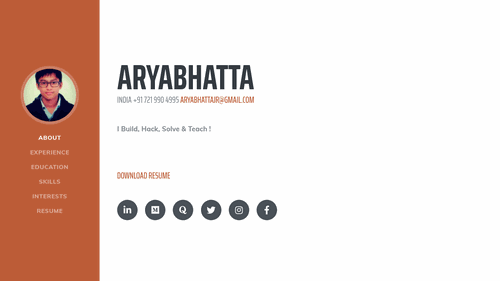 ABOUT
EXPERIENCE
EDUCATION
SKILLS
INTERESTS
RESUME
ARYABHATTA
INDIA +91 721 990 4995 ARYABHATTAIR@GMAIL.COM
I Build, Hack, Solve & Teach !
DOWNLOAD RESUME